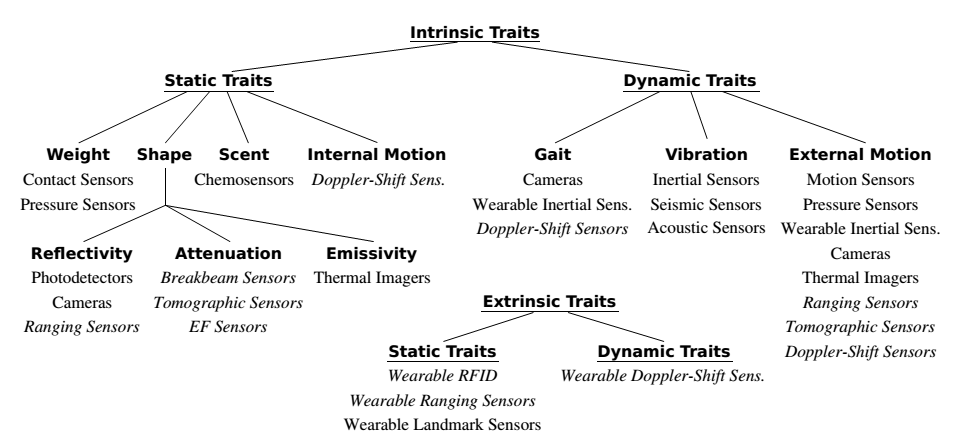 Intrinsic Traits
Static Traits
Dynamic Traits
Weight
Contact Sensors
Pressure Sensors
Shape
Scent
Chemosensors
Internal Motion
Doppler-Shift Sens.
Gait
Cameras
Wearable Inertial Sens.
Doppler-Shift Sensors
Vibration
Inertial Sensors
Seismic Sensors
Acoustic Sensors
External Motion
Motion Sensors
Pressure Sensors
Wearable Inertial Sens.
Cameras
Thermal Imagers
Ranging Sensors
Tomographic Sensors
Doppler-Shift Sensors
Reflectivity
Photodetectors
Cameras
Ranging Sensors
Attenuation
Breakbeam Sensors
Tomographic Sensors
EF Sensors
Emissivity
Thermal Imagers
Extrinsic Traits
Static Traits
Wearable RFID
Wearable Ranging Sensors
Wearable Landmark Sensors
Dynamic Traits
Wearable Doppler-Shift Sens.